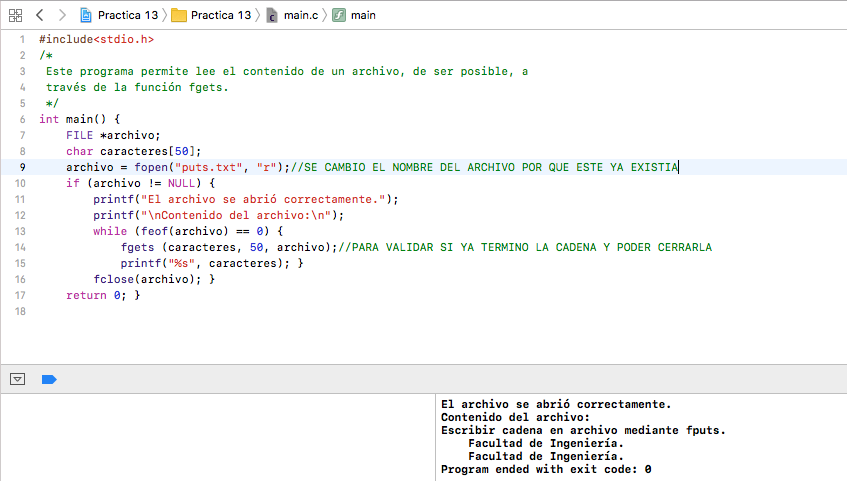 Practica 13 Practica 13 main.c main
1 #include<stdio.h>
2 /*
3 Este programa permite lee el contenido de un archivo, de ser posible, a
4 través de la función fgets.
5 */
6 int main() {
7 FILE *archivo;
8 char caracteres[50];
9 archivo = fopen("puts.txt", "r");//SE CAMBIO EL NOMBRE DEL ARCHIVO POR QUE ESTE YA EXISTIA
10 if (archivo != NULL) {
11 printf("El archivo se abrió correctamente.");
12 printf("\nContenido del archivo:\n");
13 while (feof(archivo) == 0) {
14 fgets (caracteres, 50, archivo);//PARA VALIDAR SI YA TERMINO LA CADENA Y PODER CERRARLA
15 printf("%s", caracteres); }
16 fclose(archivo); }
17 return 0; }
18
El archivo se abrió correctamente.
Contenido del archivo:
Escribir cadena en archivo mediante fputs.
Facultad de Ingeniería.
Facultad de Ingeniería.
Program ended with exit code: 0